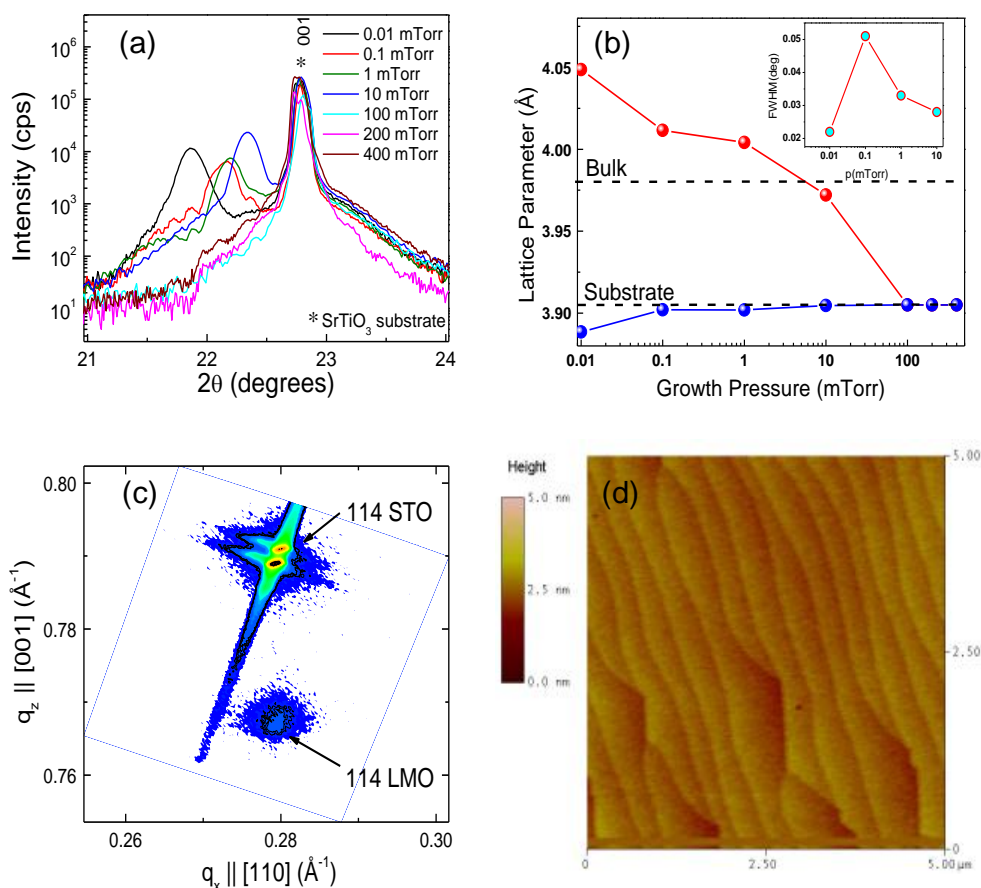 (a)
* 001
0.01 mTorr
0.1 mTorr
1 mTorr
10 mTorr
100 mTorr
200 mTorr
400 mTorr
10⁶
10⁵
10⁴
10³
10²
10¹
Intensity (cps)
* SrTiO₃ substrate
21 22 23 24
2θ (degrees)
(b)
4.05
4.00
3.95
3.90
Lattice Parameter (Å)
Bulk
Substrate
0.01 0.1 1 10 100
Growth Pressure (mTorr)
0.05
0.04
0.03
0.02
FWHM (deg)
0.01 0.1 1 10
p(mTorr)
(c)
0.80
0.78
0.76
q_z || [001] (Å⁻¹)
114 STO
114 LMO
0.26 0.28 0.30
q_x || [110] (Å⁻¹)
Height
5.0 nm
2.5 nm
0.0 nm
(d)
5.00
2.50
0
0 2.50 5.00 µm